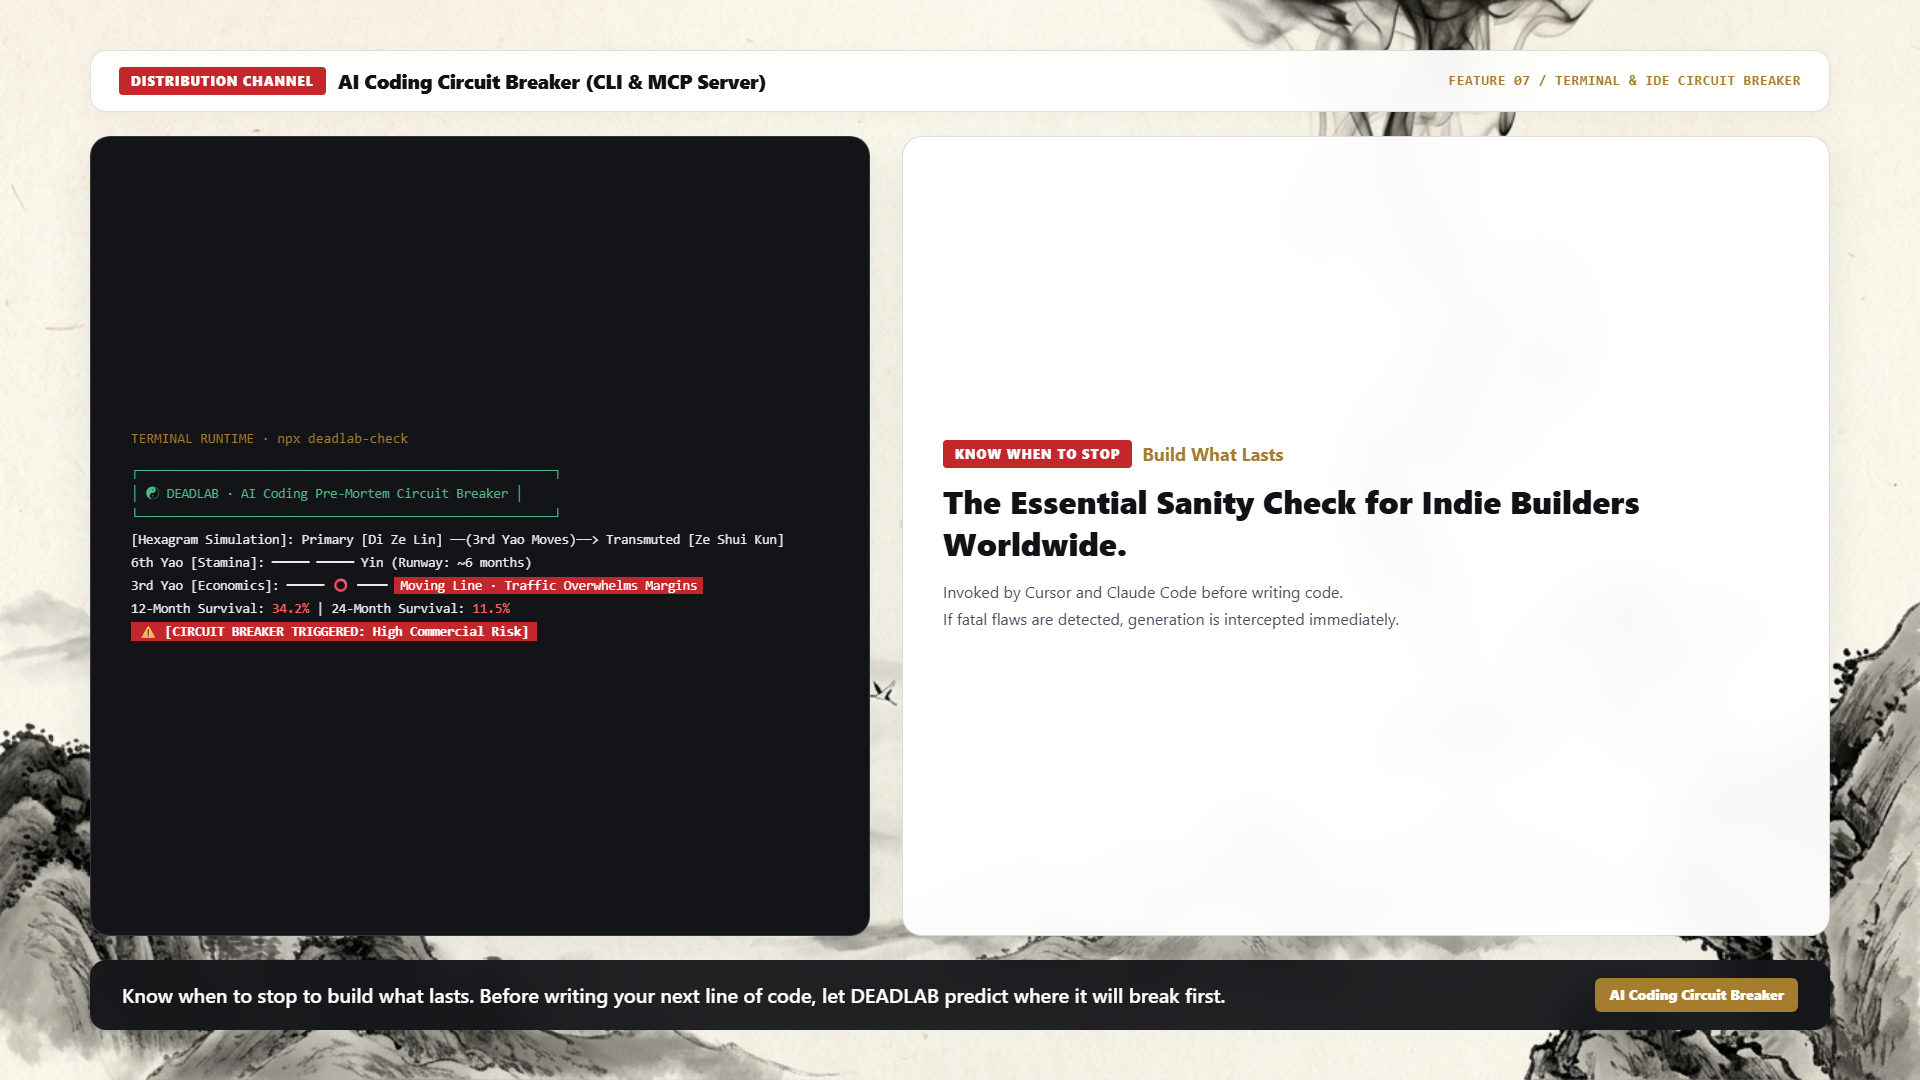 DISTRIBUTION CHANNEL AI Coding Circuit Breaker (CLI & MCP Server)
FEATURE 07 / TERMINAL & IDE CIRCUIT BREAKER
TERMINAL RUNTIME · npx deadlab-check
☯ DEADLAB · AI Coding Pre-Mortem Circuit Breaker
[Hexagram Simulation]: Primary [Di Ze Lin] ──(3rd Yao Moves)──> Transmuted [Ze Shui Kun]
6th Yao [Stamina]: ━━━━━ ━━━━━ Yin (Runway: ~6 months)
3rd Yao [Economics]: ━━━━━ ⭕ ━━━━ Moving Line · Traffic Overwhelms Margins
12-Month Survival: 34.2% | 24-Month Survival: 11.5%
⚠️ [CIRCUIT BREAKER TRIGGERED: High Commercial Risk]
KNOW WHEN TO STOP Build What Lasts
The Essential Sanity Check for Indie Builders
Worldwide.
Invoked by Cursor and Claude Code before writing code.
If fatal flaws are detected, generation is intercepted immediately.
Know when to stop to build what lasts. Before writing your next line of code, let DEADLAB predict where it will break first.
AI Coding Circuit Breaker